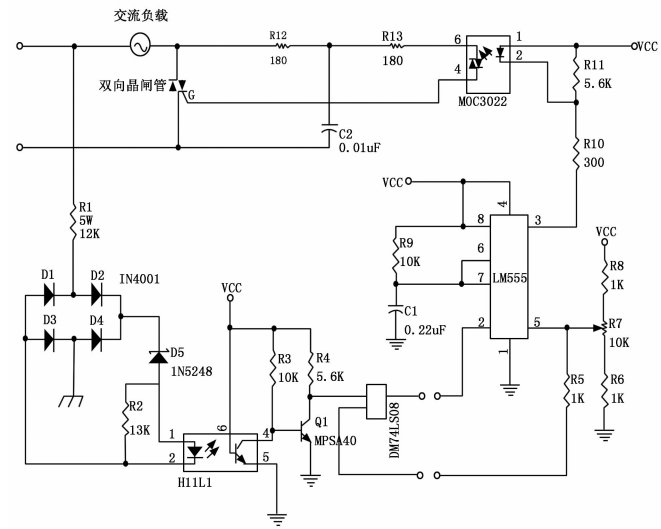 交流负载
R12
180
R13
180
6
1
VCC
双向晶闸管
G
4
2
R11
5.6K
MOC3022
C2
0.01uF
R10
300
VCC
4
R1
5W
12K
8
3
R9
10K
6
VCC
LM555
R8
1K
D1
D2
IN4001
7
VCC
C1
0.22uF
D3
D4
2
5
R7
10K
D5
1N5248
R3
10K
R4
5.6K
1
R5
1K
R6
1K
R2
13K
DM74LS08
6
Q1
MPSA40
1
4
2
5
H11L1